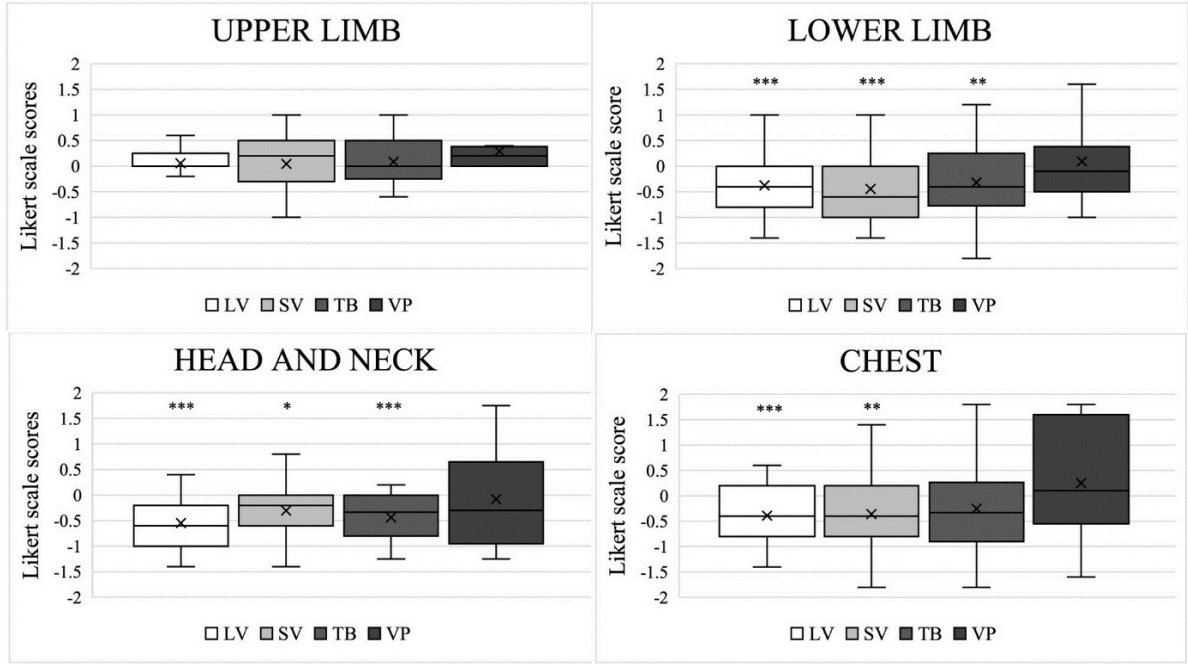 UPPER LIMB
Likert scale scores
2
1.5
1
0.5
0
-0.5
-1
-1.5
-2
LV SV TB VP
LOWER LIMB
Likert scale score
2
1.5
1
0.5
0
-0.5
-1
-1.5
-2
*** *** **
LV SV TB VP
HEAD AND NECK
Likert scale scores
2
1.5
1
0.5
0
-0.5
-1
-1.5
-2
*** * ***
LV SV TB VP
CHEST
Likert scale score
2
1.5
1
0.5
0
-0.5
-1
-1.5
-2
*** **
LV SV TB VP